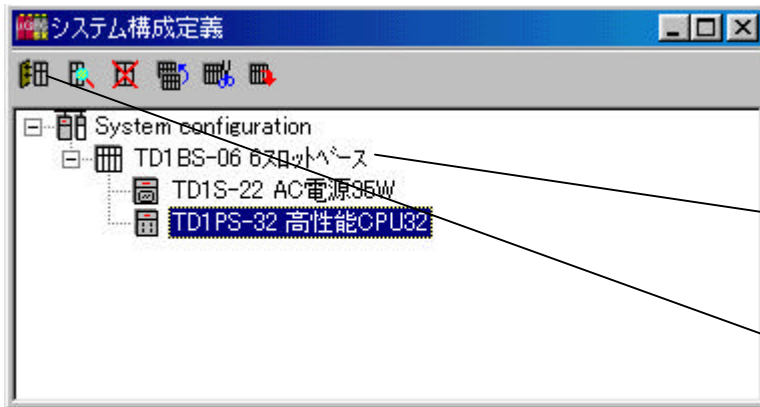 システム構成定義
System configuration
TD1BS-06 6スロットベース
TD1S-22 AC電源35W
TD1PS-32 高性能CPU32